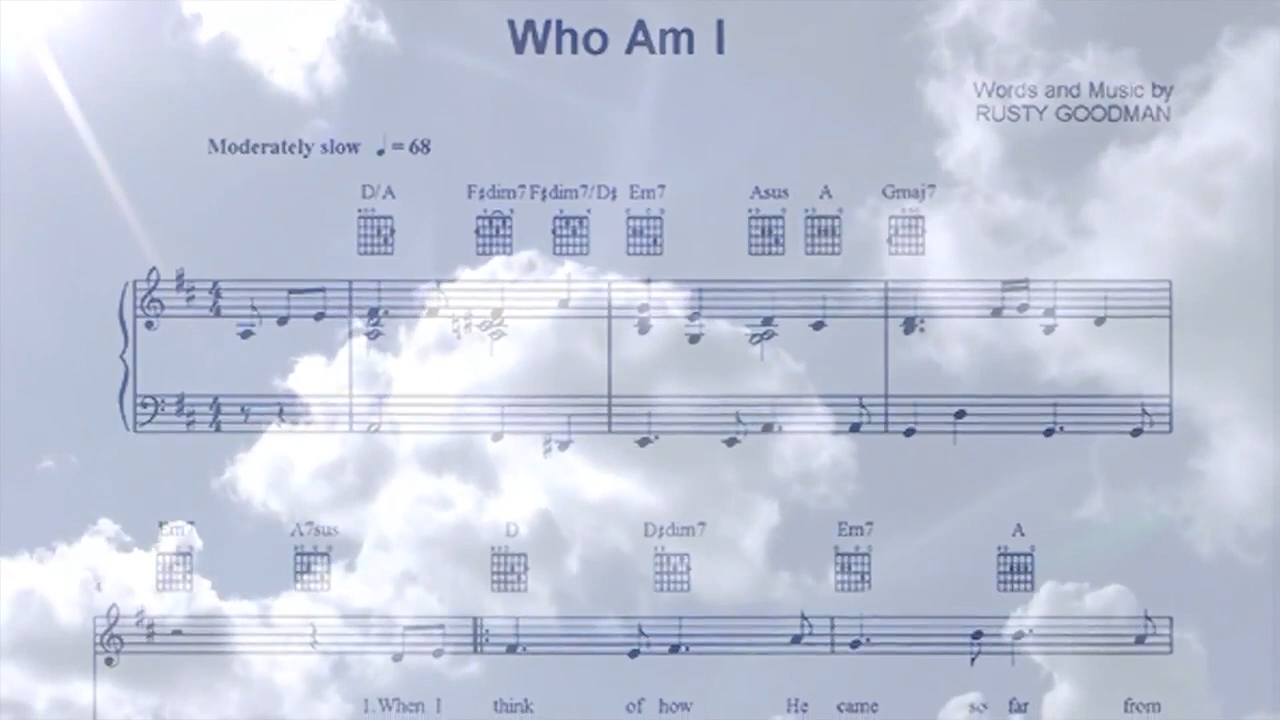 Who Am I
Words and Music by
RUSTY GOODMAN
Moderately slow ♩ = 68
D/A F♯dim7 F♯dim7/D♯ Em7 Asus A Gmaj7
Em7 A7sus D D♯dim7 Em7 A
4
1. When I think of how He came so far from